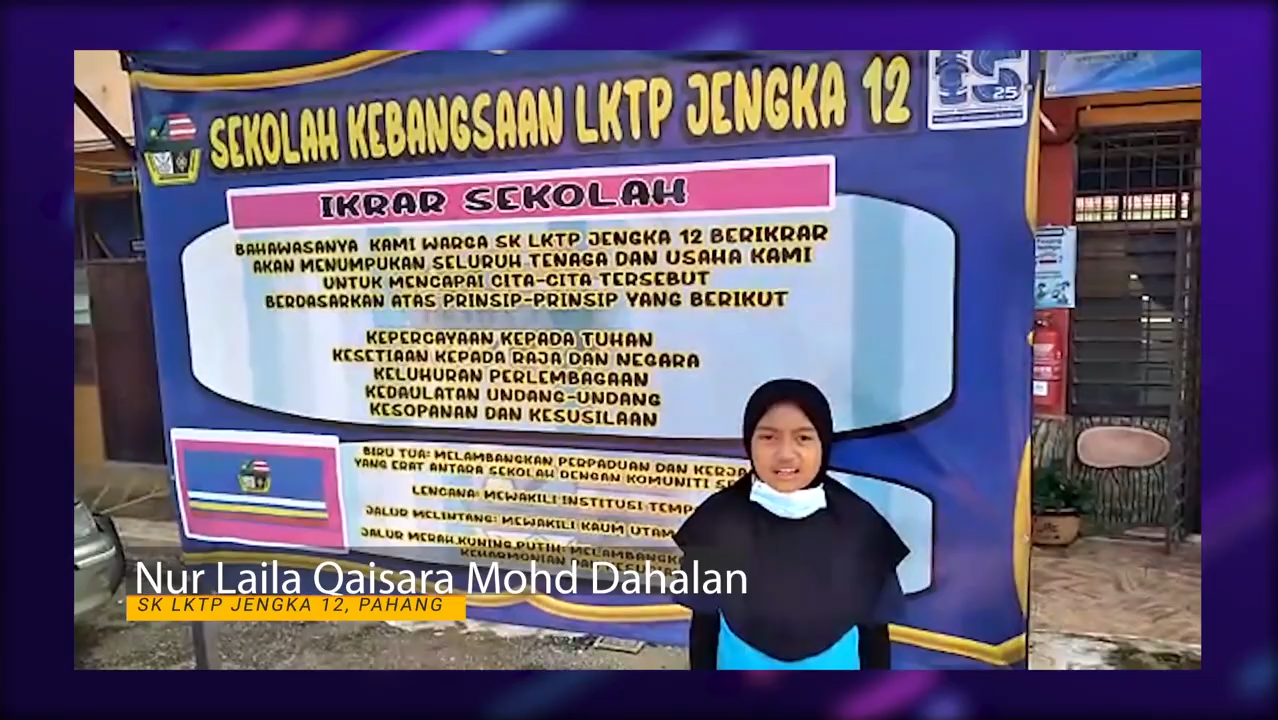 SEKOLAH KEBANGSAAN LKTP JENGKA 12
25
IKRAR SEKOLAH
BAHAWASANYA KAMI WARGA SK LKTP JENGKA 12 BERIKRAR
AKAN MENUMPUKAN SELURUH TENAGA DAN USAHA KAMI
UNTUK MENCAPAI CITA-CITA TERSEBUT
BERDASARKAN ATAS PRINSIP-PRINSIP YANG BERIKUT
KEPERCAYAAN KEPADA TUHAN
KESETIAAN KEPADA RAJA DAN NEGARA
KELUHURAN PERLEMBAGAAN
KEDAULATAN UNDANG-UNDANG
KESOPANAN DAN KESUSILAAN
BIRU TUA: MELAMBANGKAN PERPADUAN DAN KERJA
YANG ERAT ANTARA SEKOLAH DENGAN KOMUNITI
LENCANA: MEWAKILI INSTITUSI
JALUR MELINTANG: MEWAKILI KAUM
JALUR MERAH,KUNING,PUTIH:
Nur Laila Qaisara Mohd Dahalan
SK LKTP JENGKA 12, PAHANG